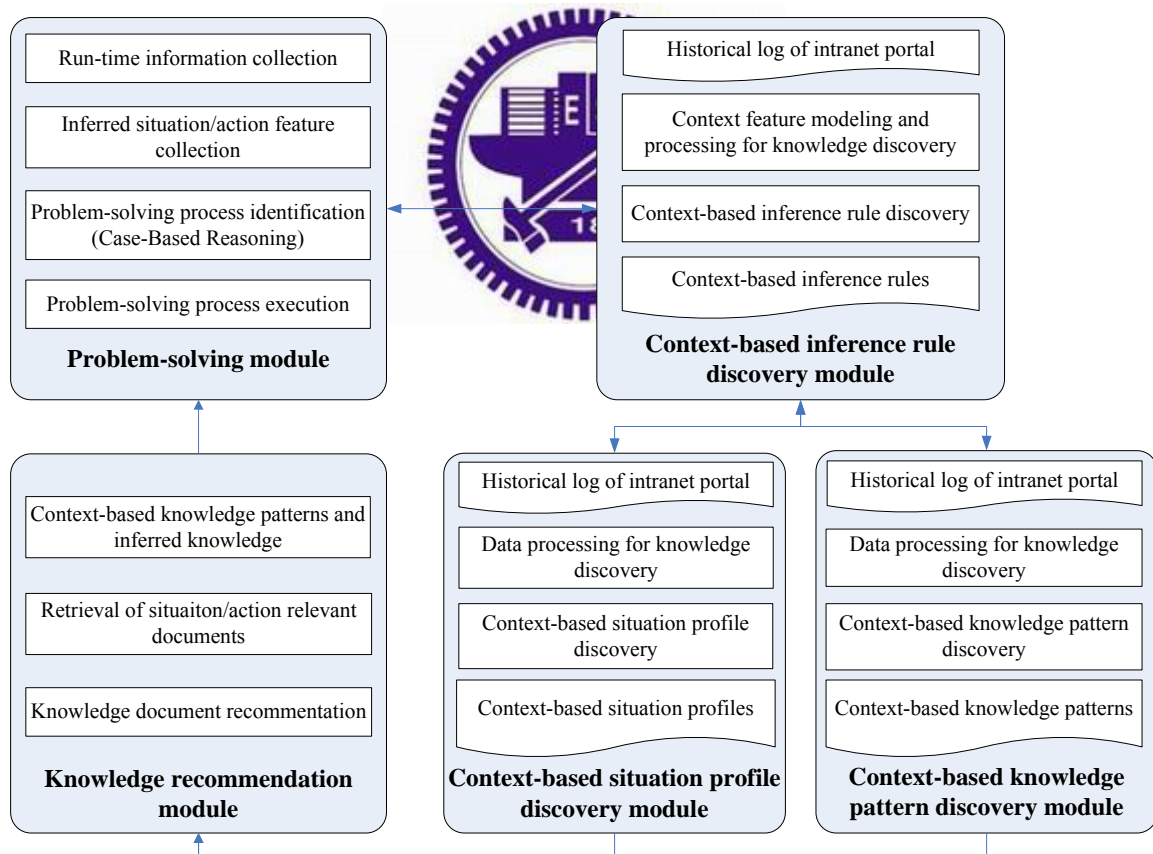 Run-time information collection
Inferred situation/action feature
collection
Problem-solving process identification
(Case-Based Reasoning)
Problem-solving process execution
Problem-solving module
Historical log of intranet portal
Context feature modeling and
processing for knowledge discovery
Context-based inference rule discovery
Context-based inference rules
Context-based inference rule
discovery module
E
18
Context-based knowledge patterns and
inferred knowledge
Retrieval of situaiton/action relevant
documents
Knowledge document recommentation
Knowledge recommendation
module
Historical log of intranet portal
Data processing for knowledge
discovery
Context-based situation profile
discovery
Context-based situation profiles
Context-based situation profile
discovery module
Historical log of intranet portal
Data processing for knowledge
discovery
Context-based knowledge pattern
discovery
Context-based knowledge patterns
Context-based knowledge
pattern discovery module